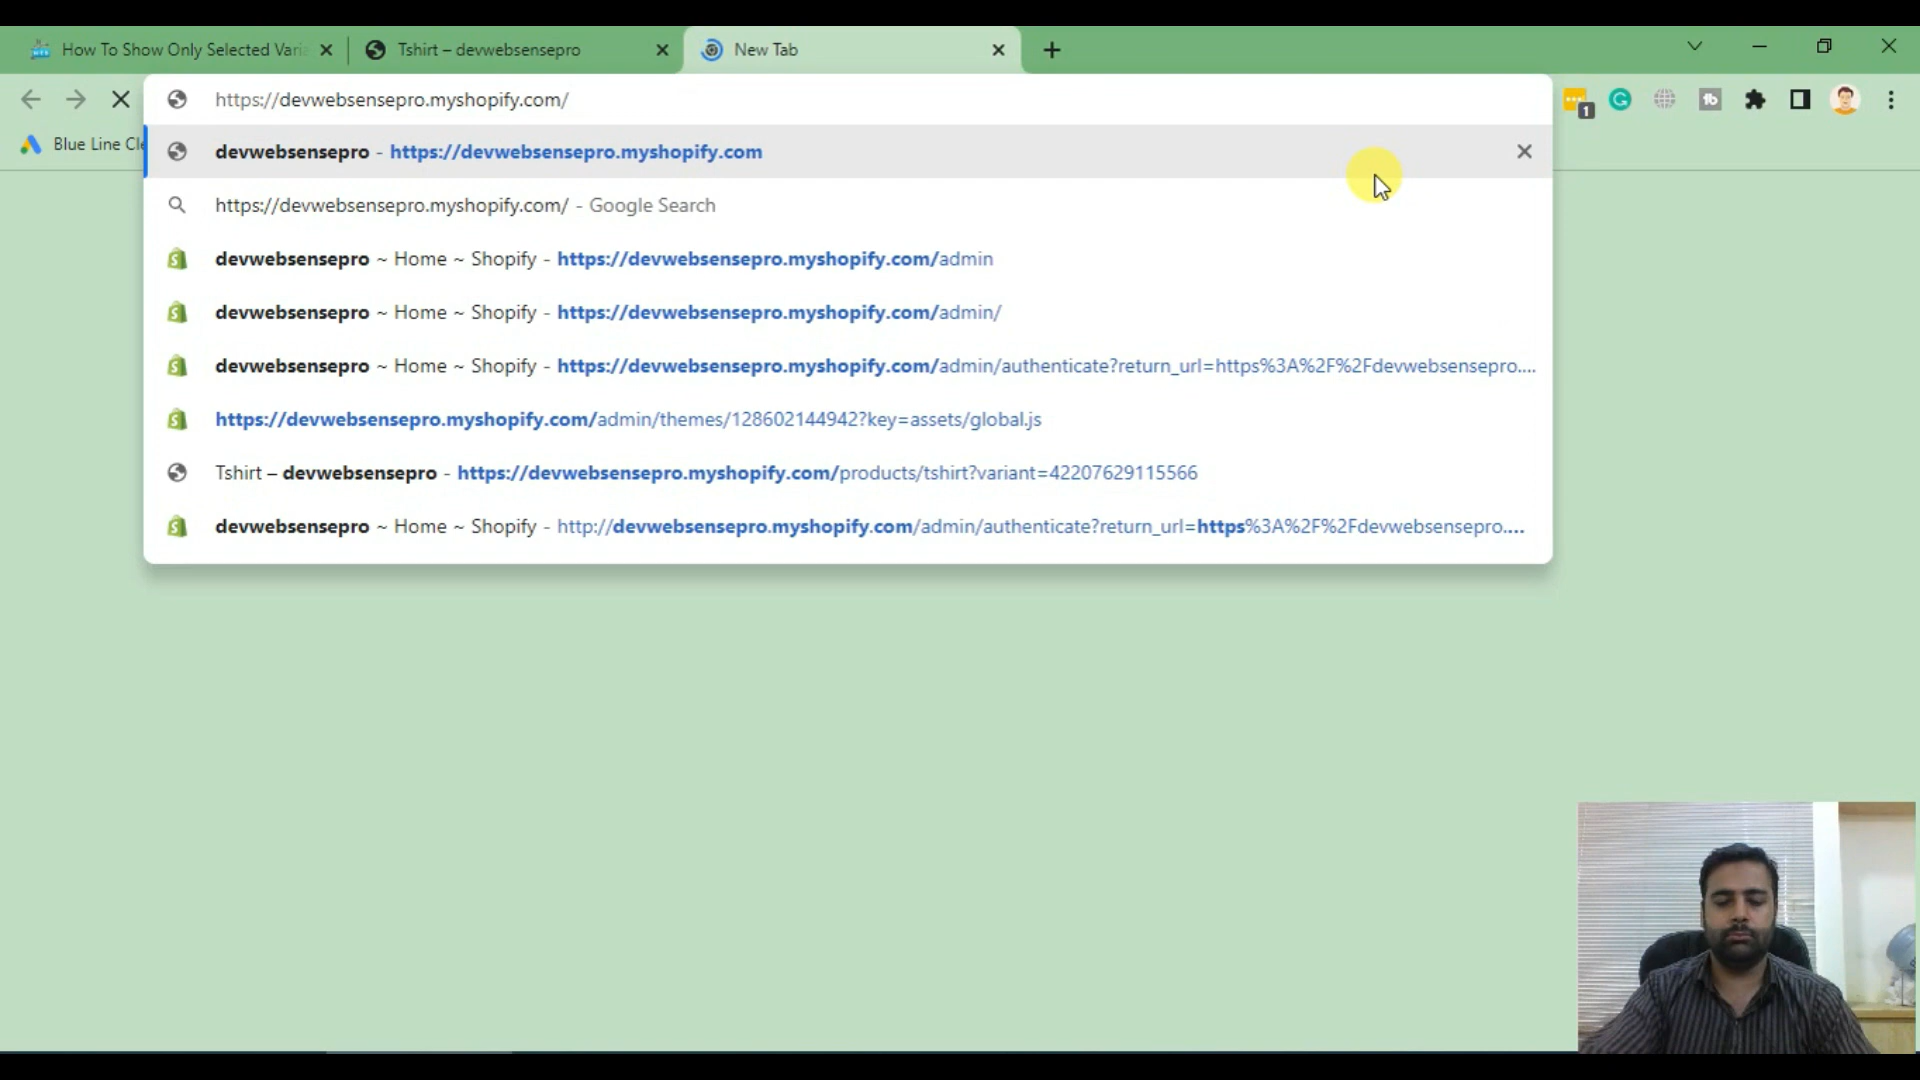 How To Show Only Selected Varia
Tshirt – devwebsensepro
New Tab
https://devwebsensepro.myshopify.com/
1
Blue Line Cle
devwebsensepro - https://devwebsensepro.myshopify.com
https://devwebsensepro.myshopify.com/ - Google Search
devwebsensepro ~ Home ~ Shopify - https://devwebsensepro.myshopify.com/admin
devwebsensepro ~ Home ~ Shopify - https://devwebsensepro.myshopify.com/admin/
devwebsensepro ~ Home ~ Shopify - https://devwebsensepro.myshopify.com/admin/authenticate?return_url=https%3A%2F%2Fdevwebsensepro....
https://devwebsensepro.myshopify.com/admin/themes/128602144942?key=assets/global.js
Tshirt – devwebsensepro - https://devwebsensepro.myshopify.com/products/tshirt?variant=42207629115566
devwebsensepro ~ Home ~ Shopify - http://devwebsensepro.myshopify.com/admin/authenticate?return_url=https%3A%2F%2Fdevwebsensepro....